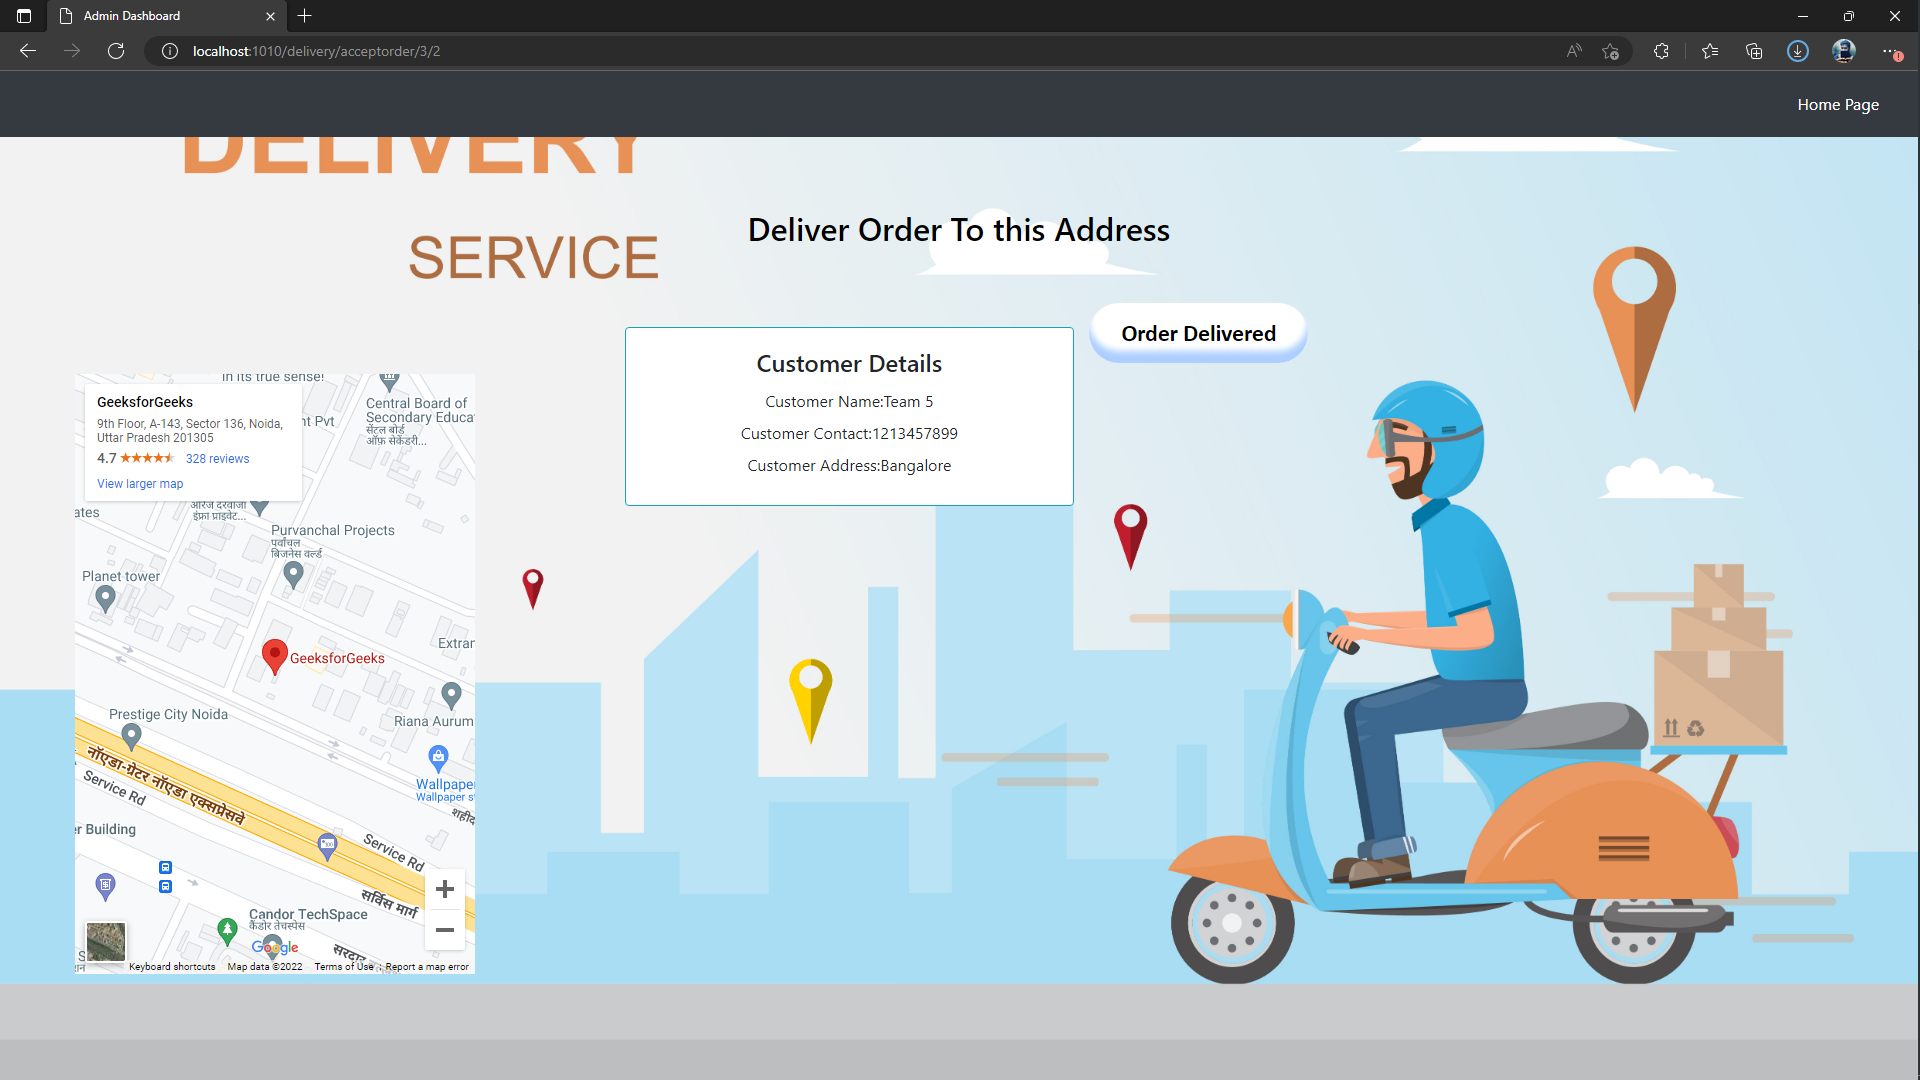 Admin Dashboard
localhost:1010/delivery/acceptorder/3/2
Home Page
DELIVERY
SERVICE
Deliver Order To this Address
Order Delivered
Customer Details
Customer Name:Team 5
Customer Contact:1213457899
Customer Address:Bangalore
in its true sense!
GeeksforGeeks
9th Floor, A-143, Sector 136, Noida,
Uttar Pradesh 201305
4.7 328 reviews
View larger map
nt Pvt
Central Board of
Secondary Educa
सेंटल बोर्ड
ऑफ़ सेकेंडरी...
ates
इंफ्रा प्राइवेट...
Purvanchal Projects
पर्वांचल
बिजनेस वर्ल्ड
Planet tower
Extrar
GeeksforGeeks
Prestige City Noida
Riana Aurum
नॉएडा-ग्रेटर नॉएडा एक्सप्रेसवे
Service Rd
Wallpape
Wallpaper s
शहीद
er Building
Service Rd
सर्विस मार्ग
Candor TechSpace
कैंडोर तेचस्पेस
Google
सरदार
Keyboard shortcuts
Map data ©2022
Terms of Use
Report a map error